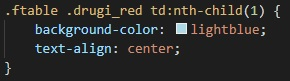 .ftable .drugi_red td:nth-child(1) {
    background-color: lightblue;
    text-align: center;
}